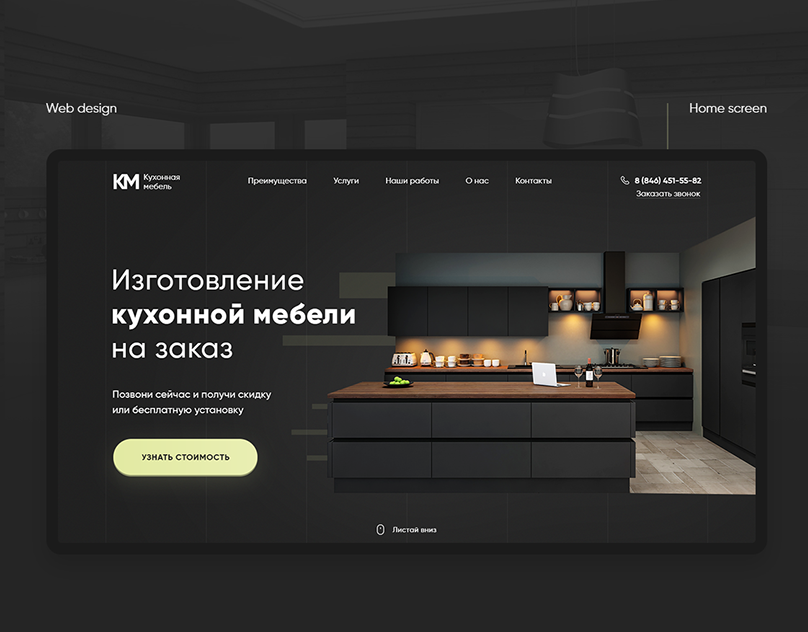 Web design
Home screen
КМ Кухонная
мебель
Преимущества
Услуги
Наши работы
О нас
Контакты
8 (846) 451-55-82
Заказать звонок
Изготовление
кухонной мебели
на заказ
Позвони сейчас и получи скидку
или бесплатную установку
УЗНАТЬ СТОИМОСТЬ
Листай вниз